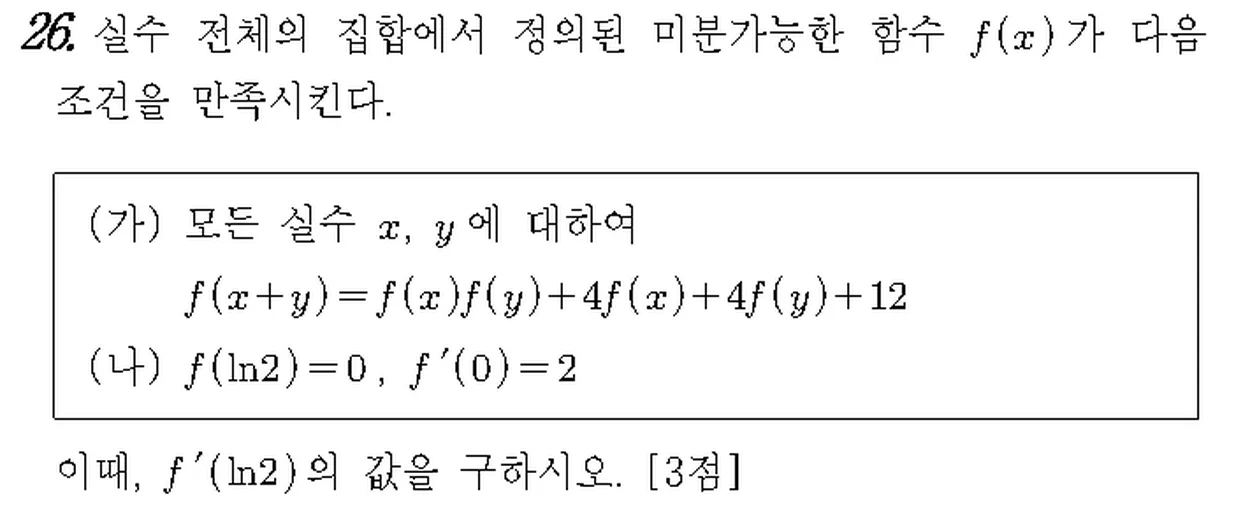 26. 실수 전체의 집합에서 정의된 미분가능한 함수 f(x)가 다음
조건을 만족시킨다.
(가) 모든 실수 x, y에 대하여
f(x+y)=f(x)f(y)+4f(x)+4f(y)+12
(나) f(ln2)=0, f′(0)=2
이때, f′(ln2)의 값을 구하시오. [3점]